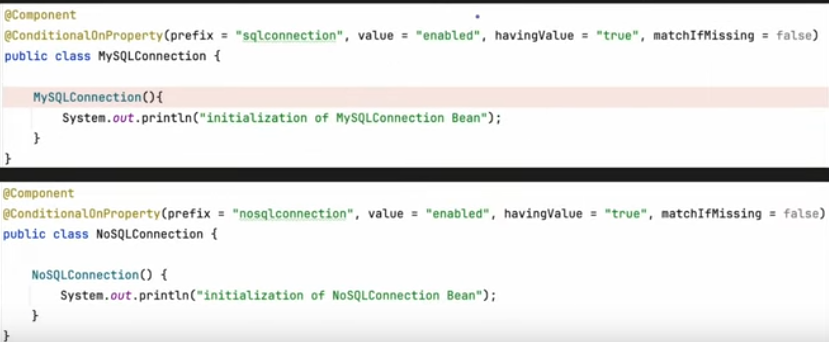 @Component
@ConditionalOnProperty(prefix = "sqlconnection", value = "enabled", havingValue = "true", matchIfMissing = false)
public class MySQLConnection {
MySQLConnection(){
System.out.println("initialization of MySQLConnection Bean");
}
}
@Component
@ConditionalOnProperty(prefix = "nosqlconnection", value = "enabled", havingValue = "true", matchIfMissing = false)
public class NoSQLConnection {
NoSQLConnection() {
System.out.println("initialization of NoSQLConnection Bean");
}
}